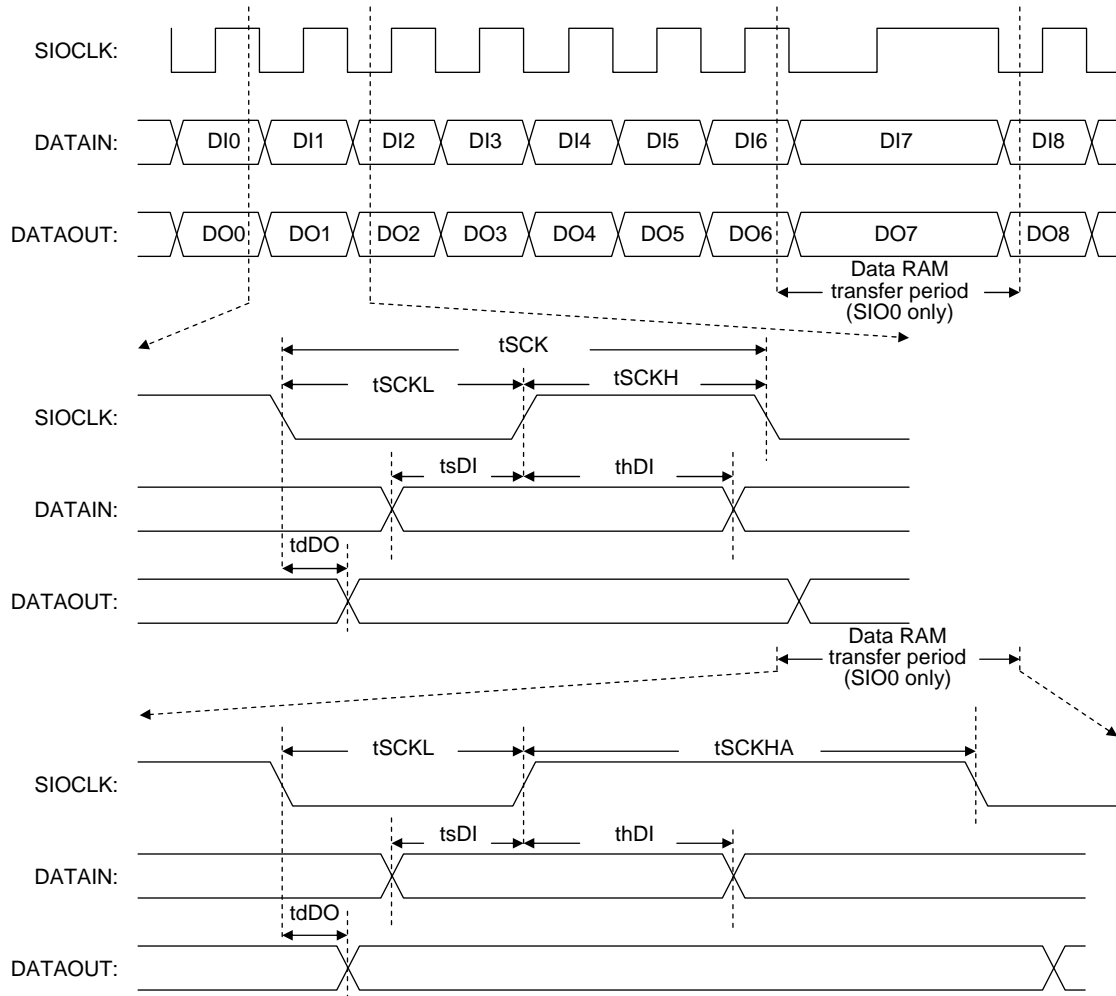 SIOCLK:
DATAIN: DI0 DI1 DI2 DI3 DI4 DI5 DI6 DI7 DI8
DATAOUT: DO0 DO1 DO2 DO3 DO4 DO5 DO6 DO7 DO8
Data RAM
transfer period
(SIO0 only)
tSCK
tSCKL tSCKH
SIOCLK:
tsDI thDI
DATAIN:
tdDO
DATAOUT:
Data RAM
transfer period
(SIO0 only)
tSCKL tSCKHA
SIOCLK:
tsDI thDI
DATAIN:
tdDO
DATAOUT: